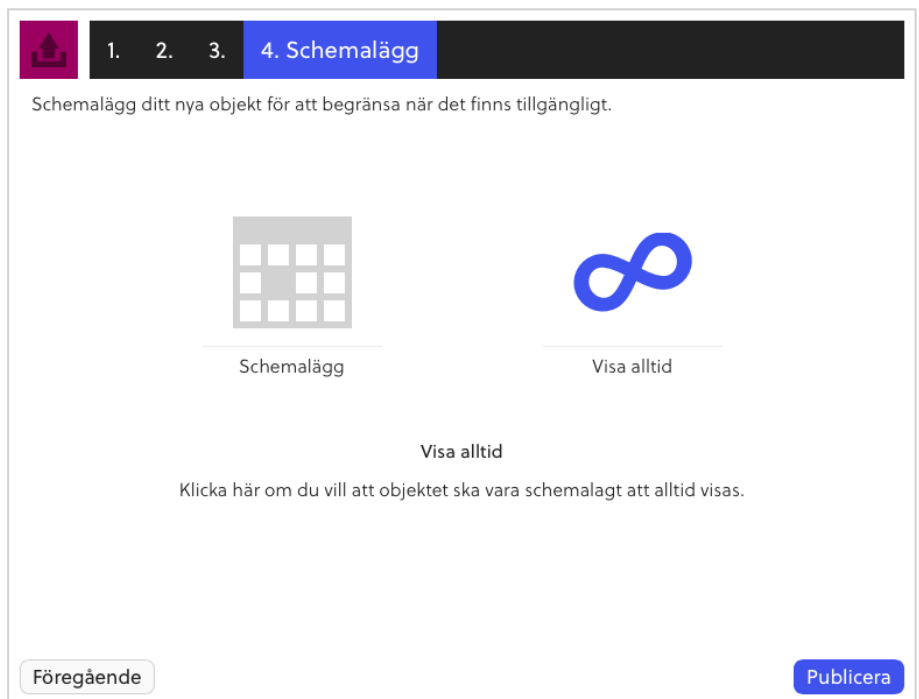 1. 2. 3. 4. Schemalägg
Schemalägg ditt nya objekt för att begränsa när det finns tillgängligt.
Schemalägg Visa alltid
Visa alltid
Klicka här om du vill att objektet ska vara schemalagt att alltid visas.
Föregående Publicera